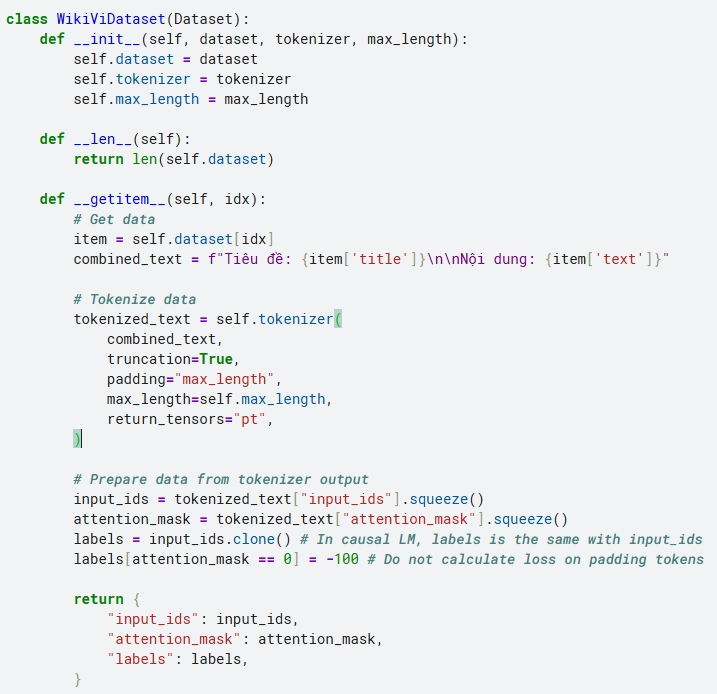 class WikiViDataset(Dataset):
    def __init__(self, dataset, tokenizer, max_length):
        self.dataset = dataset
        self.tokenizer = tokenizer
        self.max_length = max_length

    def __len__(self):
        return len(self.dataset)

    def __getitem__(self, idx):
        # Get data
        item = self.dataset[idx]
        combined_text = f"Tiêu đề: {item['title']}\n\nNội dung: {item['text']}"

        # Tokenize data
        tokenized_text = self.tokenizer(
            combined_text,
            truncation=True,
            padding="max_length",
            max_length=self.max_length,
            return_tensors="pt",
        )

        # Prepare data from tokenizer output
        input_ids = tokenized_text["input_ids"].squeeze()
        attention_mask = tokenized_text["attention_mask"].squeeze()
        labels = input_ids.clone() # In causal LM, labels is the same with input_ids
        labels[attention_mask == 0] = -100 # Do not calculate loss on padding tokens

        return {
            "input_ids": input_ids,
            "attention_mask": attention_mask,
            "labels": labels,
        }